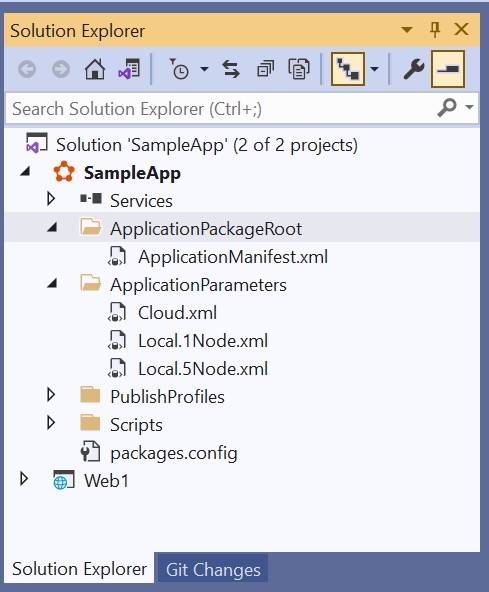 Solution Explorer
Search Solution Explorer (Ctrl+;)
Solution 'SampleApp' (2 of 2 projects)
SampleApp
Services
ApplicationPackageRoot
ApplicationManifest.xml
ApplicationParameters
Cloud.xml
Local.1Node.xml
Local.5Node.xml
PublishProfiles
Scripts
packages.config
Web1
Solution Explorer Git Changes